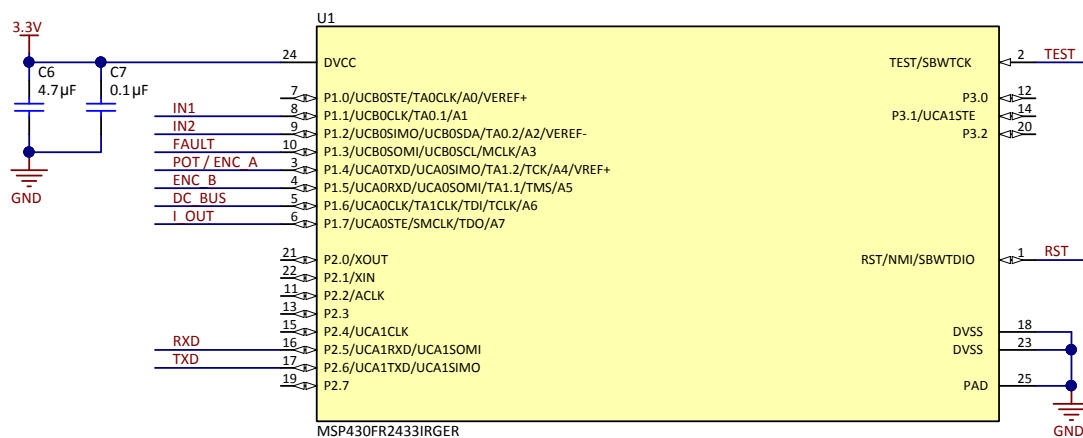 U1
3.3V
C6
4.7µF
C7
0.1µF
GND
24 DVCC
7 P1.0/UCB0STE/TA0CLK/A0/VEREF+
IN1 8 P1.1/UCB0CLK/TA0.1/A1
IN2 9 P1.2/UCB0SIMO/UCB0SDA/TA0.2/A2/VEREF-
FAULT 10 P1.3/UCB0SOMI/UCB0SCL/MCLK/A3
POT / ENC_A 3 P1.4/UCA0TXD/UCA0SIMO/TA1.2/TCK/A4/VREF+
ENC_B 4 P1.5/UCA0RXD/UCA0SOMI/TA1.1/TMS/A5
DC_BUS 5 P1.6/UCA0CLK/TA1CLK/TDI/TCLK/A6
I_OUT 6 P1.7/UCA0STE/SMCLK/TDO/A7
21 P2.0/XOUT
22 P2.1/XIN
11 P2.2/ACLK
13 P2.3
15 P2.4/UCA1CLK
RXD 16 P2.5/UCA1RXD/UCA1SOMI
TXD 17 P2.6/UCA1TXD/UCA1SIMO
19 P2.7
TEST/SBWTCK 2 TEST
P3.0 12
P3.1/UCA1STE 14
P3.2 20
RST/NMI/SBWTDIO 1 RST
DVSS 18
DVSS 23
PAD 25
GND
MSP430FR2433IRGER